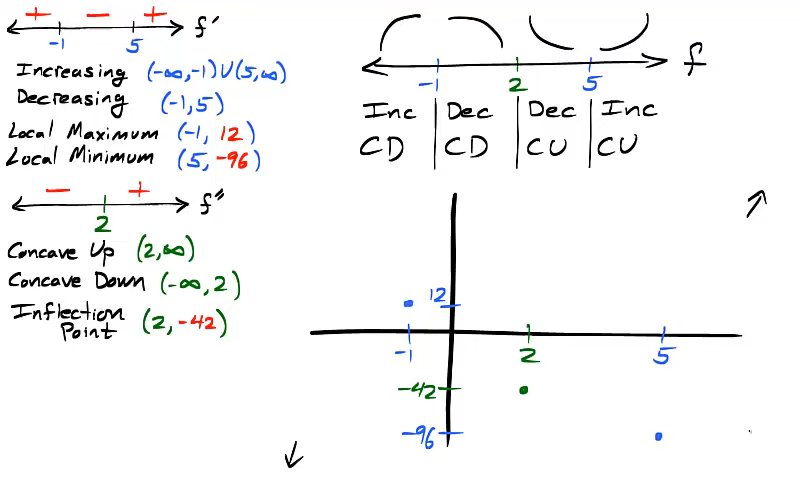 + − + f′
-1 5
Increasing (-∞,-1)∪(5,∞)
Decreasing (-1,5)
Local Maximum (-1, 12)
Local Minimum (5,-96)
− + f″
2
Concave Up (2,∞)
Concave Down (-∞,2)
Inflection
Point (2,-42)
f
-1 2 5
Inc Dec Dec Inc
CD CD CU CU
12
-1 2 5
-42
-96